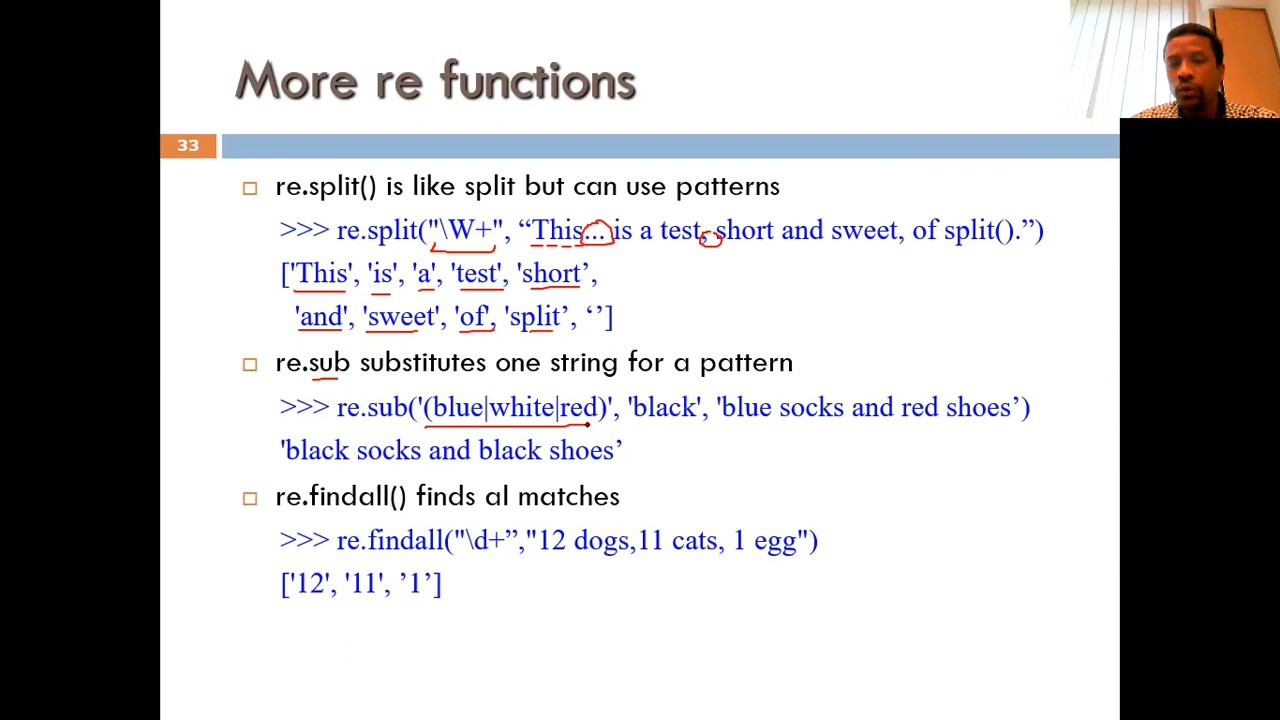 More re functions
33
re.split() is like split but can use patterns
>>> re.split("\W+", “This... is a test, short and sweet, of split().”)
['This', 'is', 'a', 'test', 'short’,
'and', 'sweet', 'of', 'split’, ‘’]
re.sub substitutes one string for a pattern
>>> re.sub('(blue|white|red)', 'black', 'blue socks and red shoes’)
'black socks and black shoes’
re.findall() finds al matches
>>> re.findall("\d+”,"12 dogs,11 cats, 1 egg")
['12', '11', ’1’]